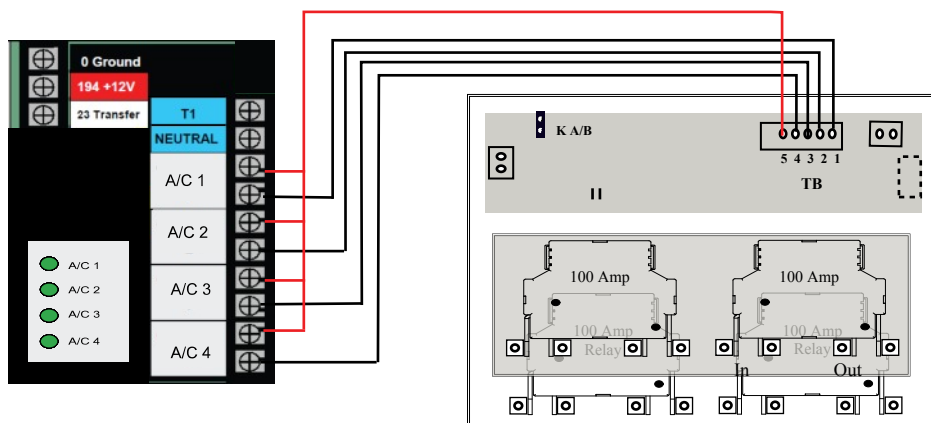 0 Ground
194 +12V
23 Transfer
T1
NEUTRAL
A/C 1
A/C 2
A/C 3
A/C 4
A/C 1
A/C 2
A/C 3
A/C 4
K A/B
5 4 3 2 1
TB
100 Amp
100 Amp
100 Amp
Relay
100 Amp
Relay
In
Out